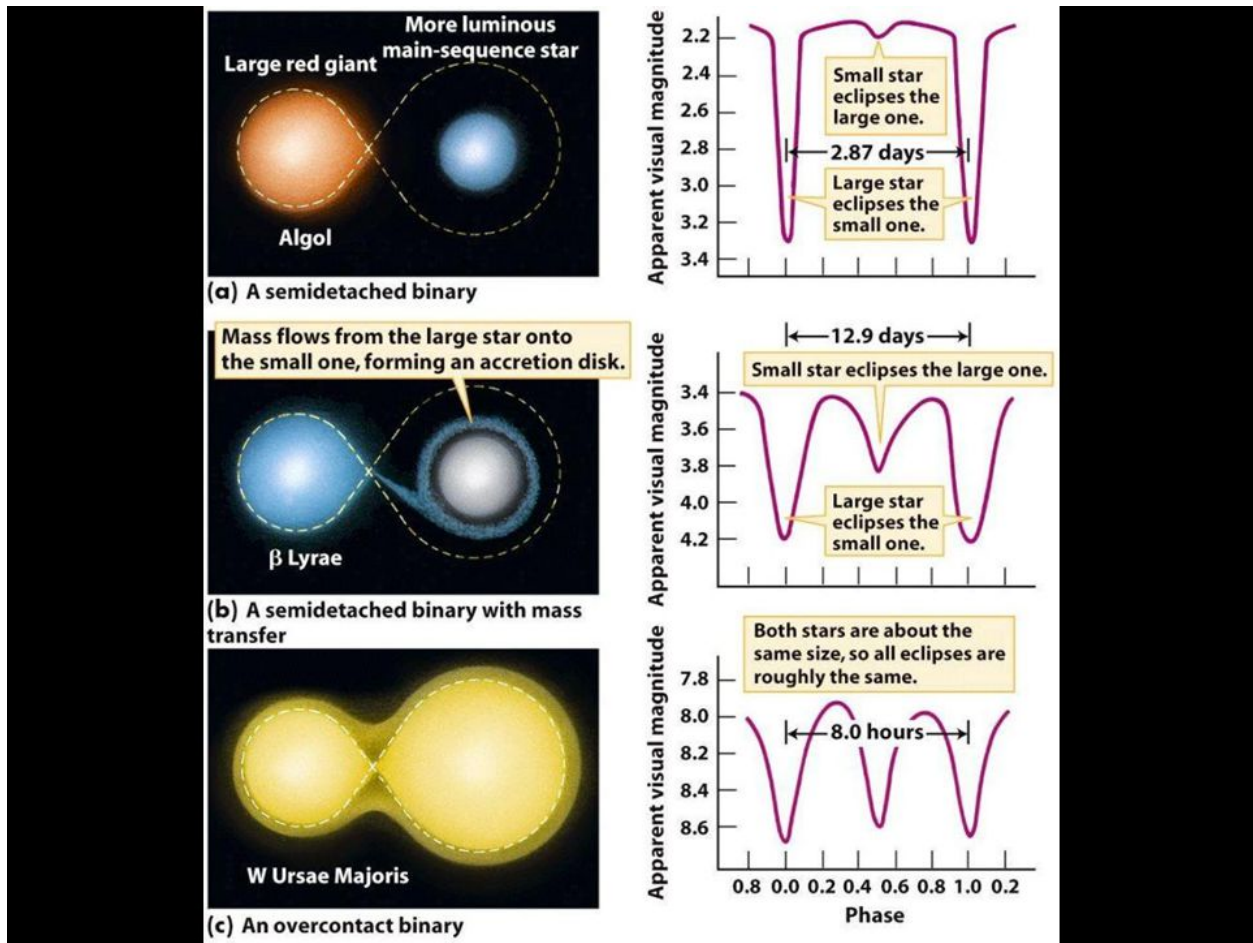 Large red giant
More luminous
main-sequence star
Algol
(a) A semidetached binary
Apparent visual magnitude
2.2
2.4
2.6
2.8
3.0
3.2
3.4
Small star
eclipses the
large one.
2.87 days
Large star
eclipses the
small one.
Mass flows from the large star onto
the small one, forming an accretion disk.
β Lyrae
(b) A semidetached binary with mass
transfer
Apparent visual magnitude
3.4
3.6
3.8
4.0
4.2
12.9 days
Small star eclipses the large one.
Large star
eclipses the
small one.
W Ursae Majoris
(c) An overcontact binary
Apparent visual magnitude
7.8
8.0
8.2
8.4
8.6
Both stars are about the
same size, so all eclipses are
roughly the same.
8.0 hours
0.8 0.0 0.2 0.4 0.6 0.8 1.0 0.2
Phase